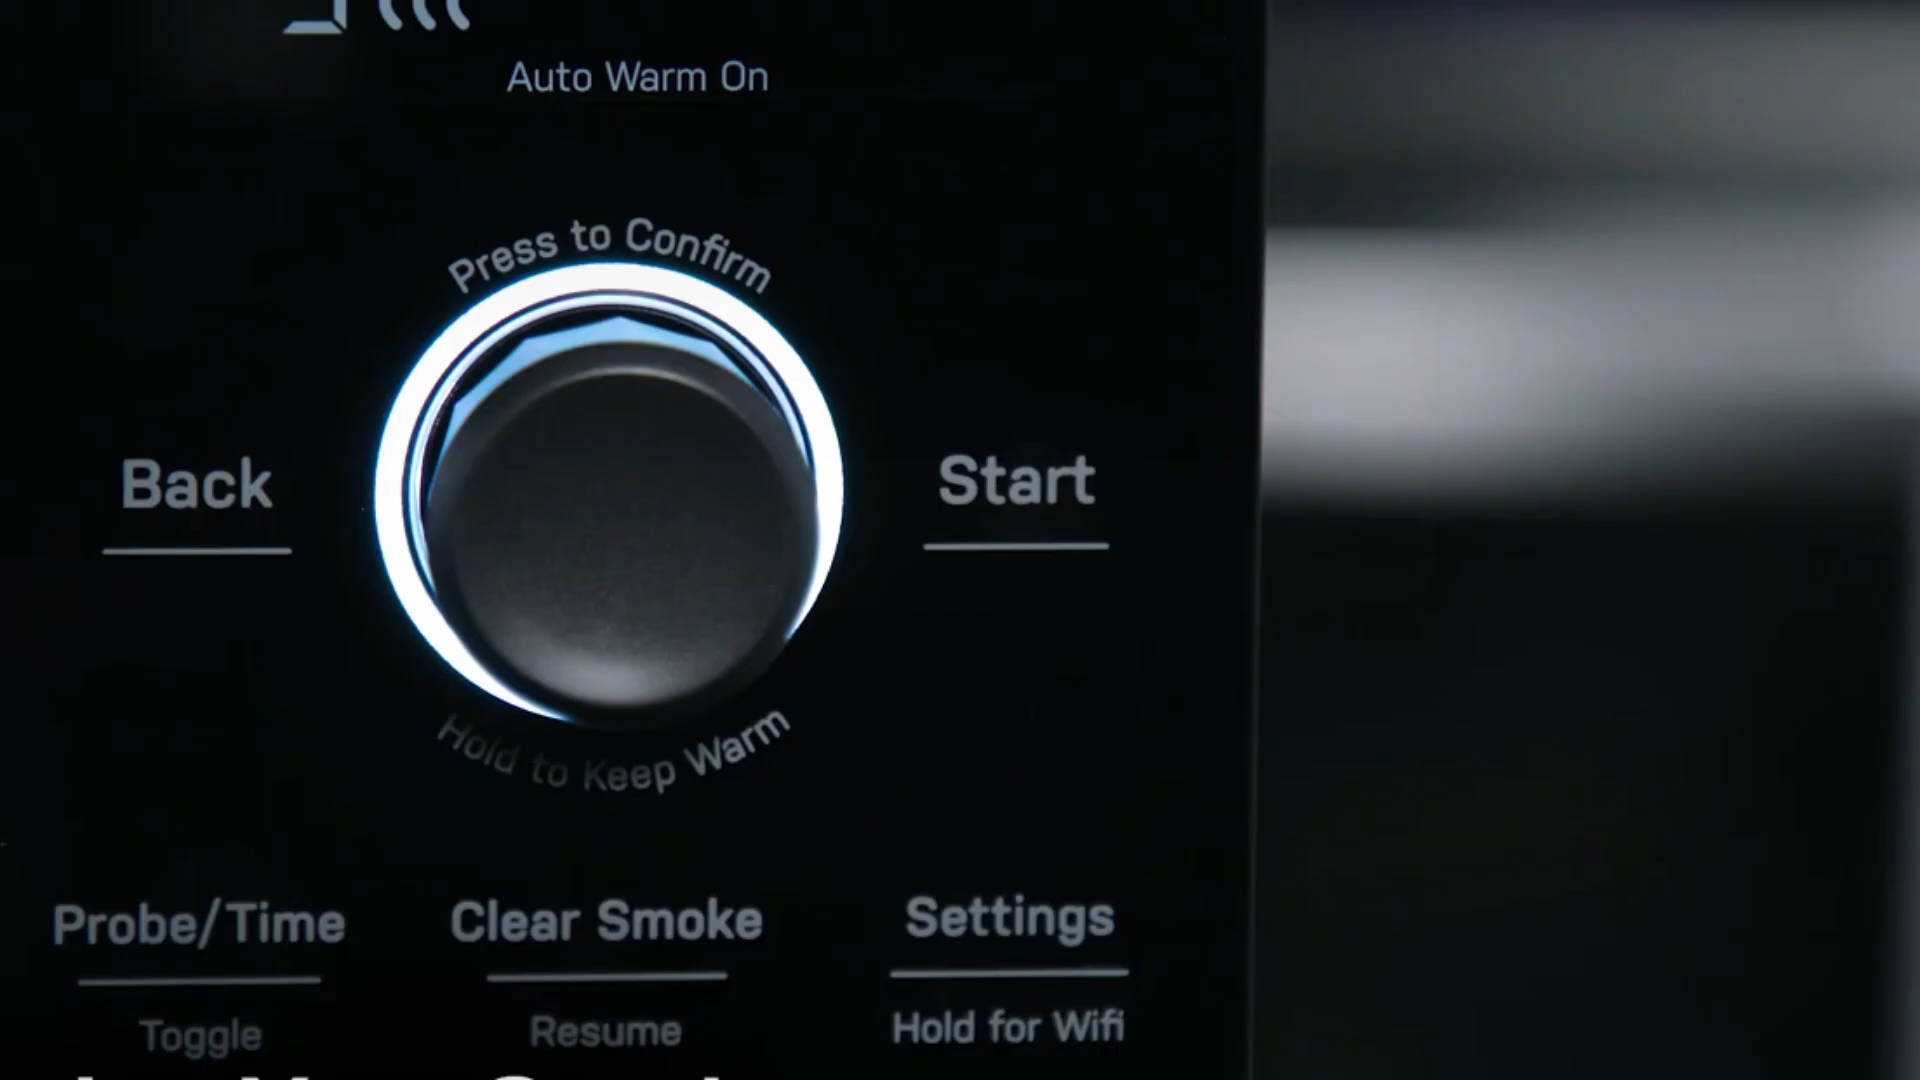 Auto Warm On
Press to Confirm
Back
Start
Hold to Keep Warm
Probe/Time
Clear Smoke
Settings
Toggle
Resume
Hold for Wifi